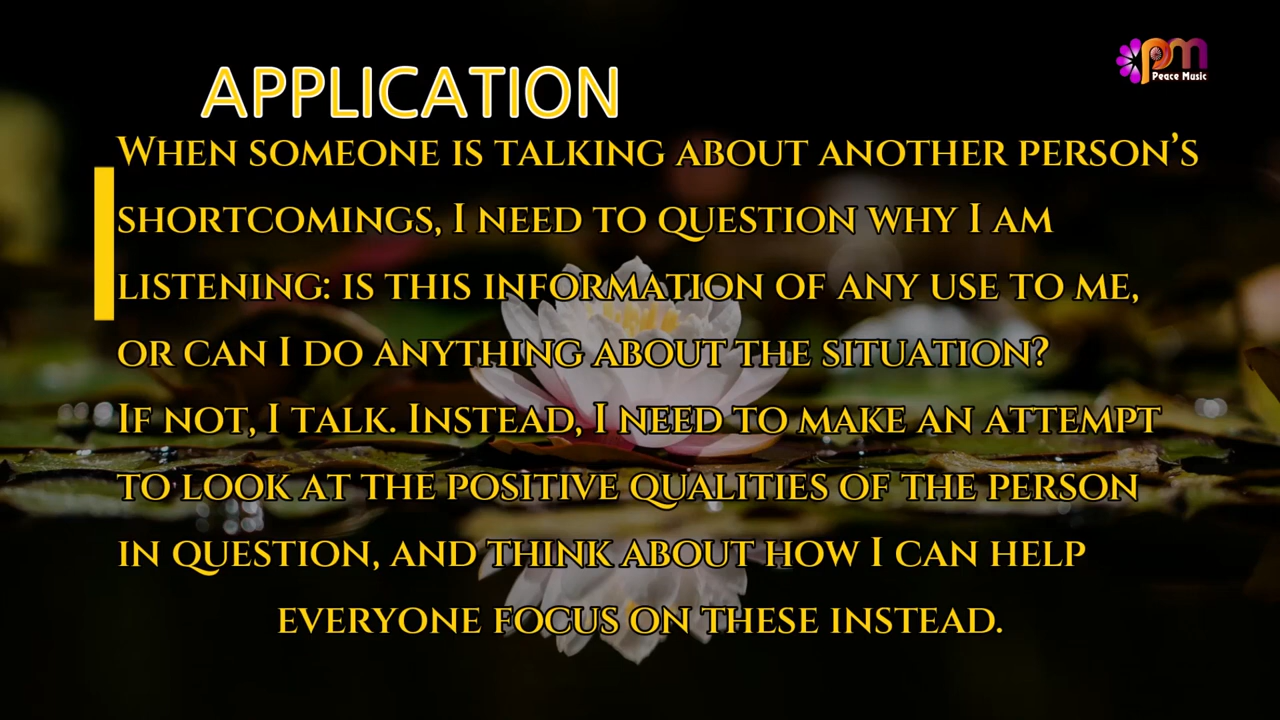 APPLICATION
pm
Peace Music
When someone is talking about another person's
shortcomings, I need to question why I am
listening: is this information of any use to me,
or can I do anything about the situation?
If not, I talk. Instead, I need to make an attempt
to look at the positive qualities of the person
in question, and think about how I can help
everyone focus on these instead.